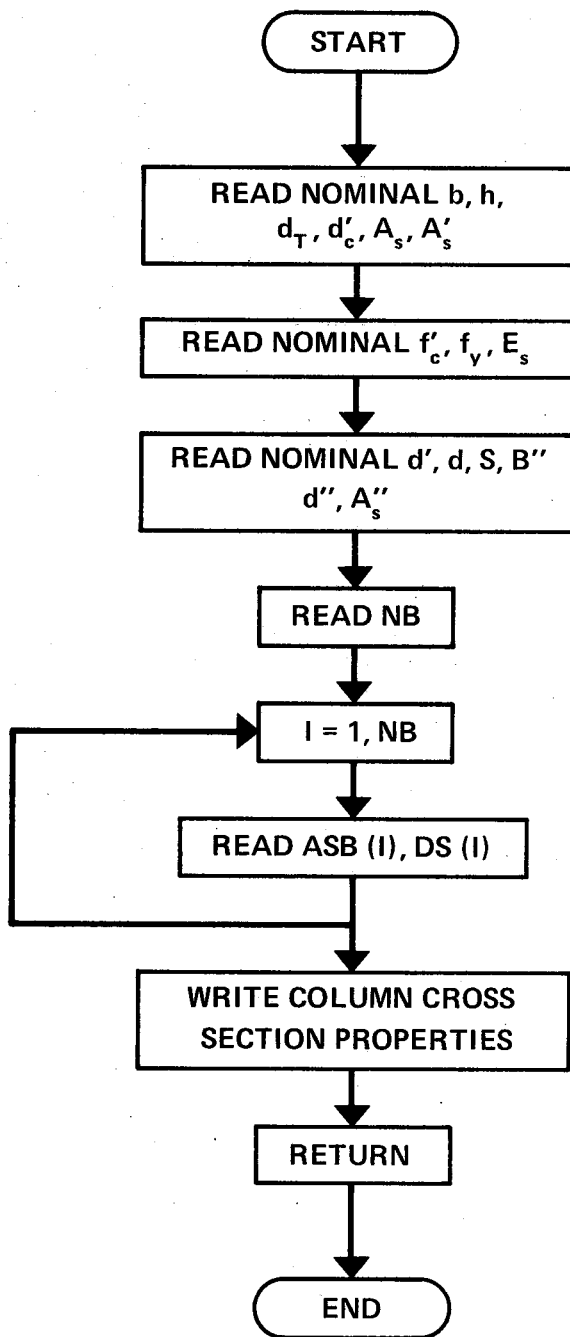 START
READ NOMINAL b, h,
d_T, d'_c, A_s, A'_s
READ NOMINAL f'_c, f_y, E_s
READ NOMINAL d', d, S, B''
d'', A''_s
READ NB
I = 1, NB
READ ASB (I), DS (I)
WRITE COLUMN CROSS
SECTION PROPERTIES
RETURN
END